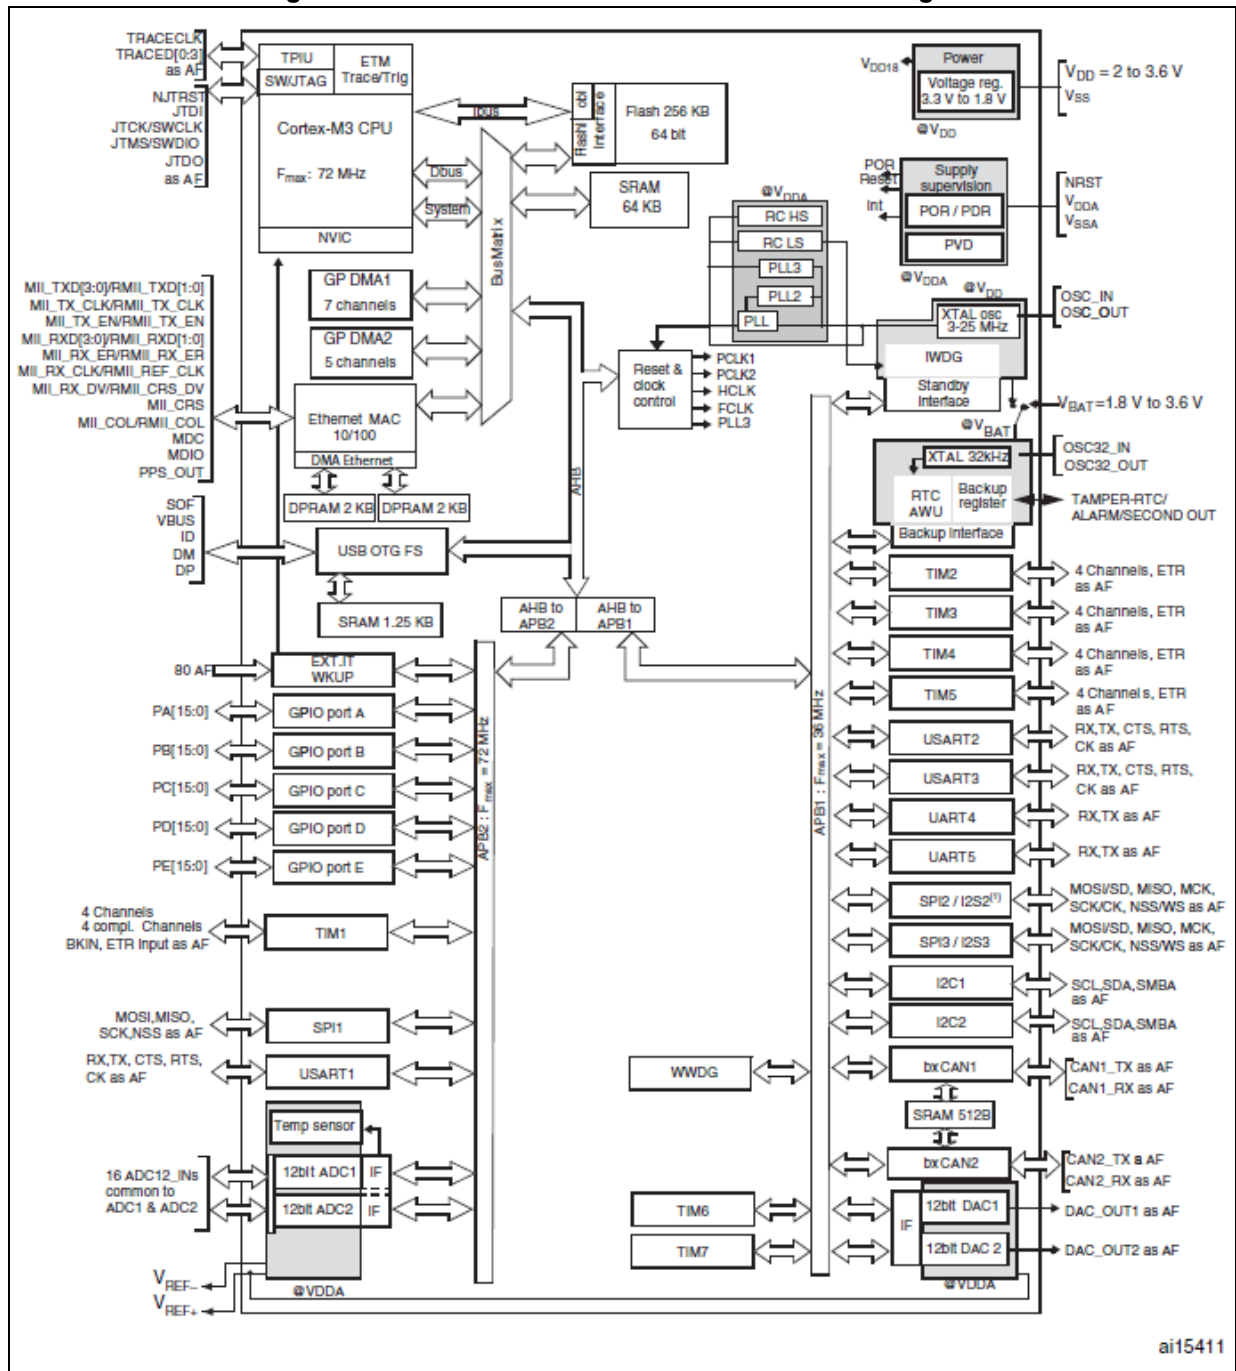 TRACECLK
TRACED[0:3]
as AF
NJTRST
JTDI
JTCK/SWCLK
JTMS/SWDIO
JTDO
as AF
TPIU
SW/JTAG
ETM
Trace/Trig
Cortex-M3 CPU
Fmax: 72 MHz
NVIC
Ibus
Dbus
System
BusMatrix
Flash obl
Interface
Flash 256 KB
64 bit
SRAM
64 KB
VDD18
Power
Voltage reg.
3.3 V to 1.8 V
@VDD
VDD = 2 to 3.6 V
VSS
POR
Reset
Int
Supply
supervision
POR / PDR
PVD
@VDDA
NRST
VDDA
VSSA
@VDDA
RC HS
RC LS
PLL3
PLL2
PLL
@VDD
XTAL osc
3-25 MHz
IWDG
Standby
Interface
OSC_IN
OSC_OUT
VBAT=1.8 V to 3.6 V
@VBAT
Reset &
clock
control
PCLK1
PCLK2
HCLK
FCLK
PLL3
XTAL 32kHz
RTC
AWU
Backup
register
Backup interface
OSC32_IN
OSC32_OUT
TAMPER-RTC/
ALARM/SECOND OUT
MII_TXD[3:0]/RMII_TXD[1:0]
MII_TX_CLK/RMII_TX_CLK
MII_TX_EN/RMII_TX_EN
MII_RXD[3:0]/RMII_RXD[1:0]
MII_RX_ER/RMII_RX_ER
MII_RX_CLK/RMII_REF_CLK
MII_RX_DV/RMII_CRS_DV
MII_CRS
MII_COL/RMII_COL
MDC
MDIO
PPS_OUT
GP DMA1
7 channels
GP DMA2
5 channels
Ethernet MAC
10/100
DMA Ethernet
DPRAM 2 KB
DPRAM 2 KB
AHB
SOF
VBUS
ID
DM
DP
USB OTG FS
SRAM 1.25 KB
AHB to
APB2
AHB to
APB1
80 AF
EXT.IT
WKUP
PA[15:0]
GPIO port A
PB[15:0]
GPIO port B
PC[15:0]
GPIO port C
PD[15:0]
GPIO port D
PE[15:0]
GPIO port E
4 Channels
4 compl. Channels
BKIN, ETR input as AF
TIM1
MOSI,MISO,
SCK,NSS as AF
SPI1
RX,TX, CTS, RTS,
CK as AF
USART1
Temp sensor
16 ADC12_INs
common to
ADC1 & ADC2
12bit ADC1
IF
12bit ADC2
IF
VREF–
VREF+
@VDDA
APB2 : Fmax = 72 MHz
APB1 : Fmax = 36 MHz
TIM2
4 Channels, ETR
as AF
TIM3
4 Channels, ETR
as AF
TIM4
4 Channels, ETR
as AF
TIM5
4 Channels, ETR
as AF
USART2
RX,TX, CTS, RTS,
CK as AF
USART3
RX,TX, CTS, RTS,
CK as AF
UART4
RX,TX as AF
UART5
RX,TX as AF
SPI2 / I2S2(1)
MOSI/SD, MISO, MCK,
SCK/CK, NSS/WS as AF
SPI3 / I2S3
MOSI/SD, MISO, MCK,
SCK/CK, NSS/WS as AF
I2C1
SCL,SDA,SMBA
as AF
I2C2
SCL,SDA,SMBA
as AF
WWDG
bxCAN1
CAN1_TX as AF
CAN1_RX as AF
SRAM 512B
bxCAN2
CAN2_TX a AF
CAN2_RX as AF
TIM6
TIM7
IF
12bit DAC1
12bit DAC 2
@VDDA
DAC_OUT1 as AF
DAC_OUT2 as AF
ai15411